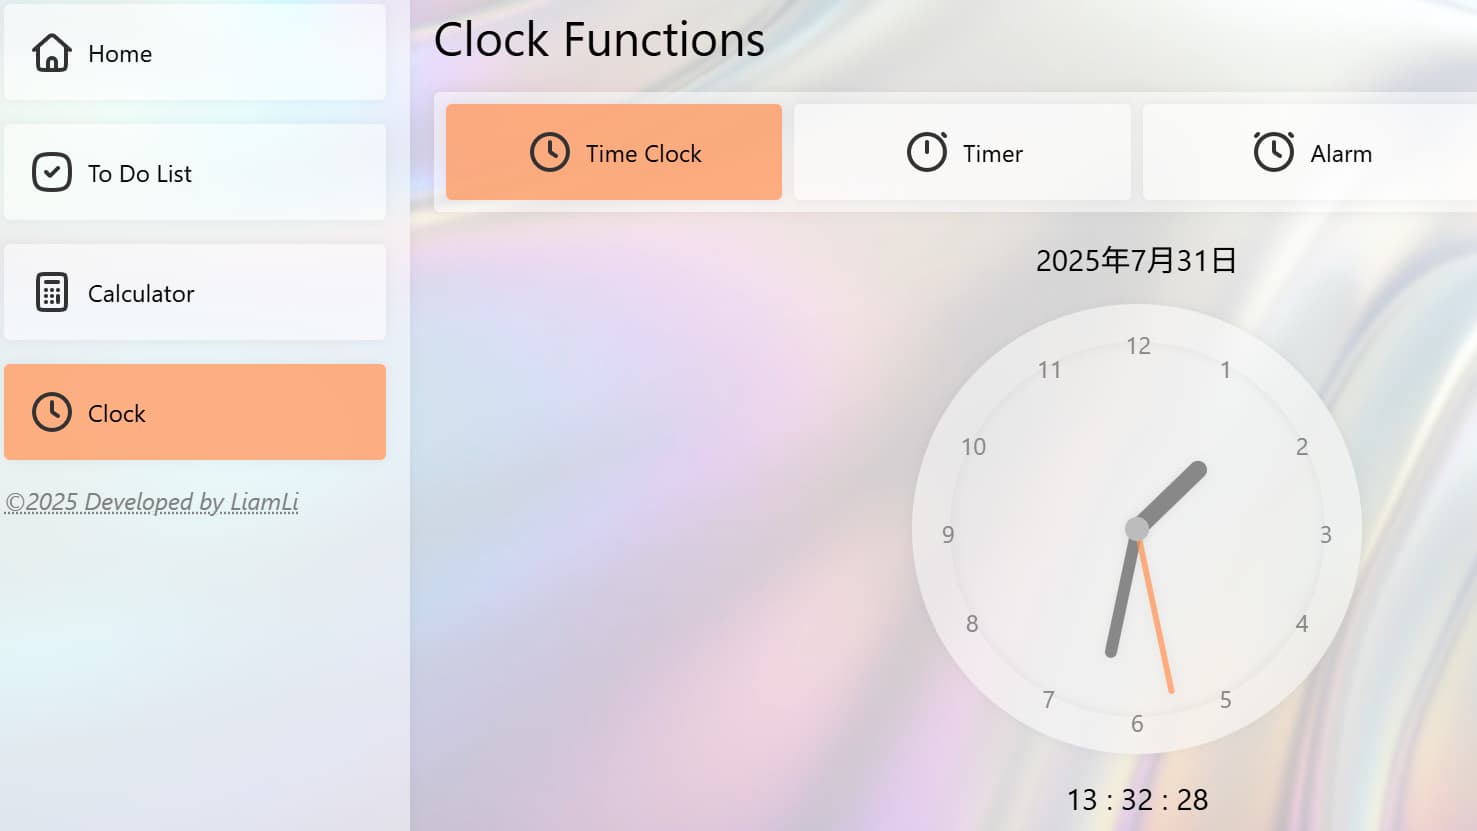 Home
To Do List
Calculator
Clock
©2025 Developed by LiamLi
Clock Functions
Time Clock
Timer
Alarm
2025年7月31日
12
1
2
3
4
5
6
7
8
9
10
11
13 : 32 : 28